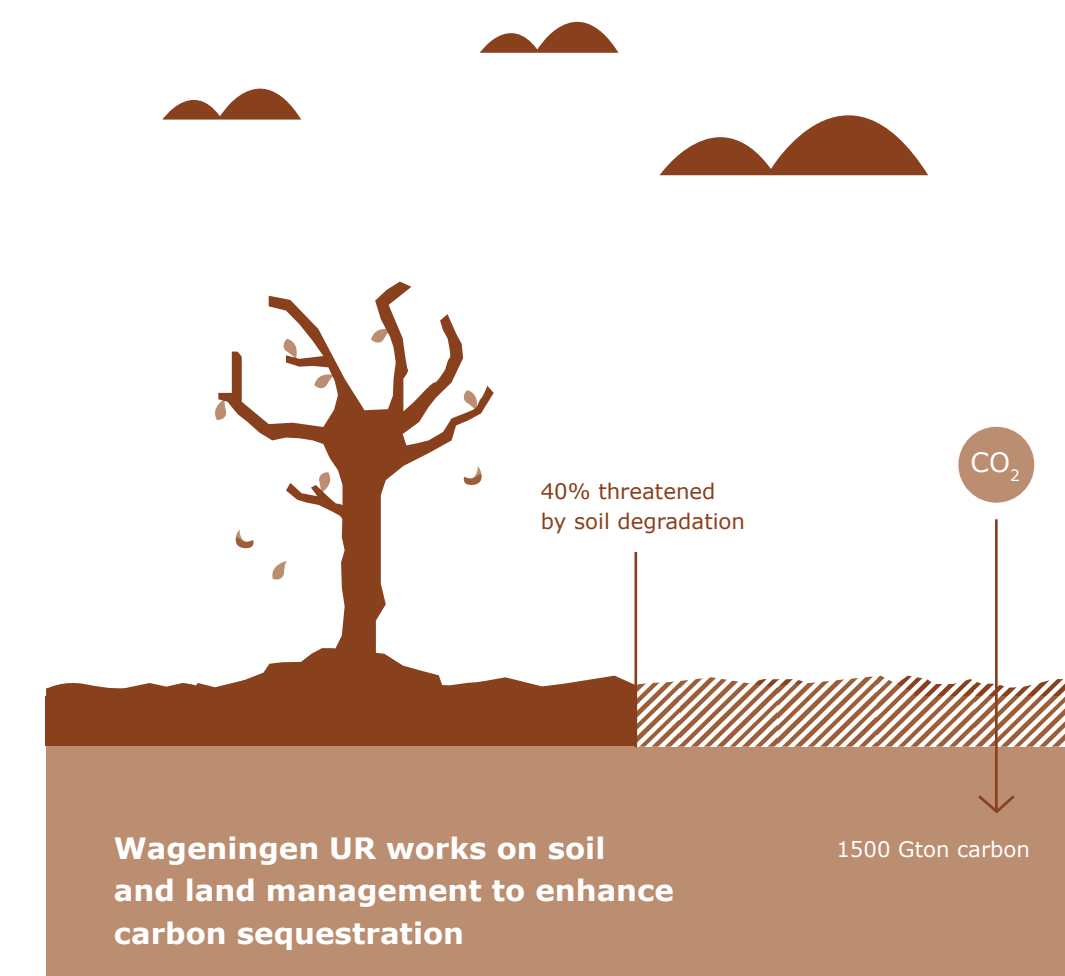 40% threatened
by soil degradation
CO₂
Wageningen UR works on soil
and land management to enhance
carbon sequestration
1500 Gton carbon